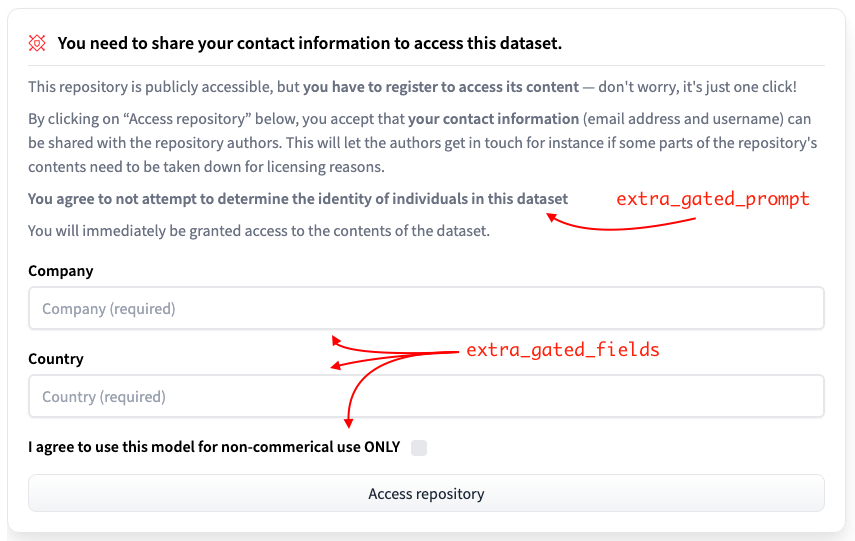 You need to share your contact information to access this dataset.
This repository is publicly accessible, but you have to register to access its content — don't worry, it's just one click!
By clicking on “Access repository” below, you accept that your contact information (email address and username) can
be shared with the repository authors. This will let the authors get in touch for instance if some parts of the repository's
contents need to be taken down for licensing reasons.
You agree to not attempt to determine the identity of individuals in this dataset
extra_gated_prompt
You will immediately be granted access to the contents of the dataset.
Company
Company (required)
extra_gated_fields
Country
Country (required)
I agree to use this model for non-commerical use ONLY
Access repository